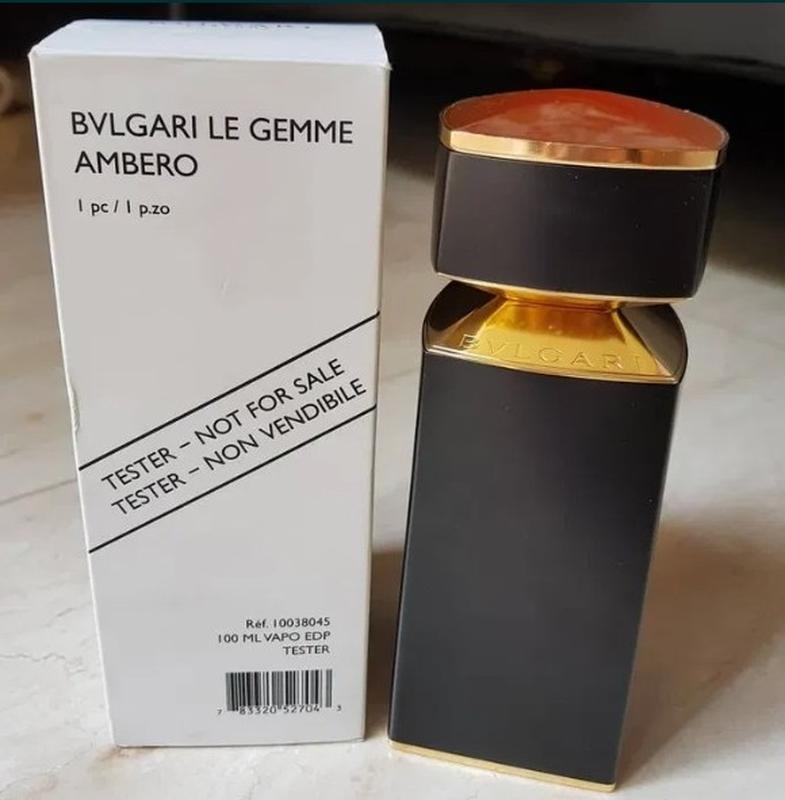 BVLGARI LE GEMME
AMBERO
1 pc / 1 p.zo
TESTER – NOT FOR SALE
TESTER – NON VENDIBILE
Réf. 10038045
100 ML VAPO EDP
TESTER
7 83320 52704 3
BVLGARI